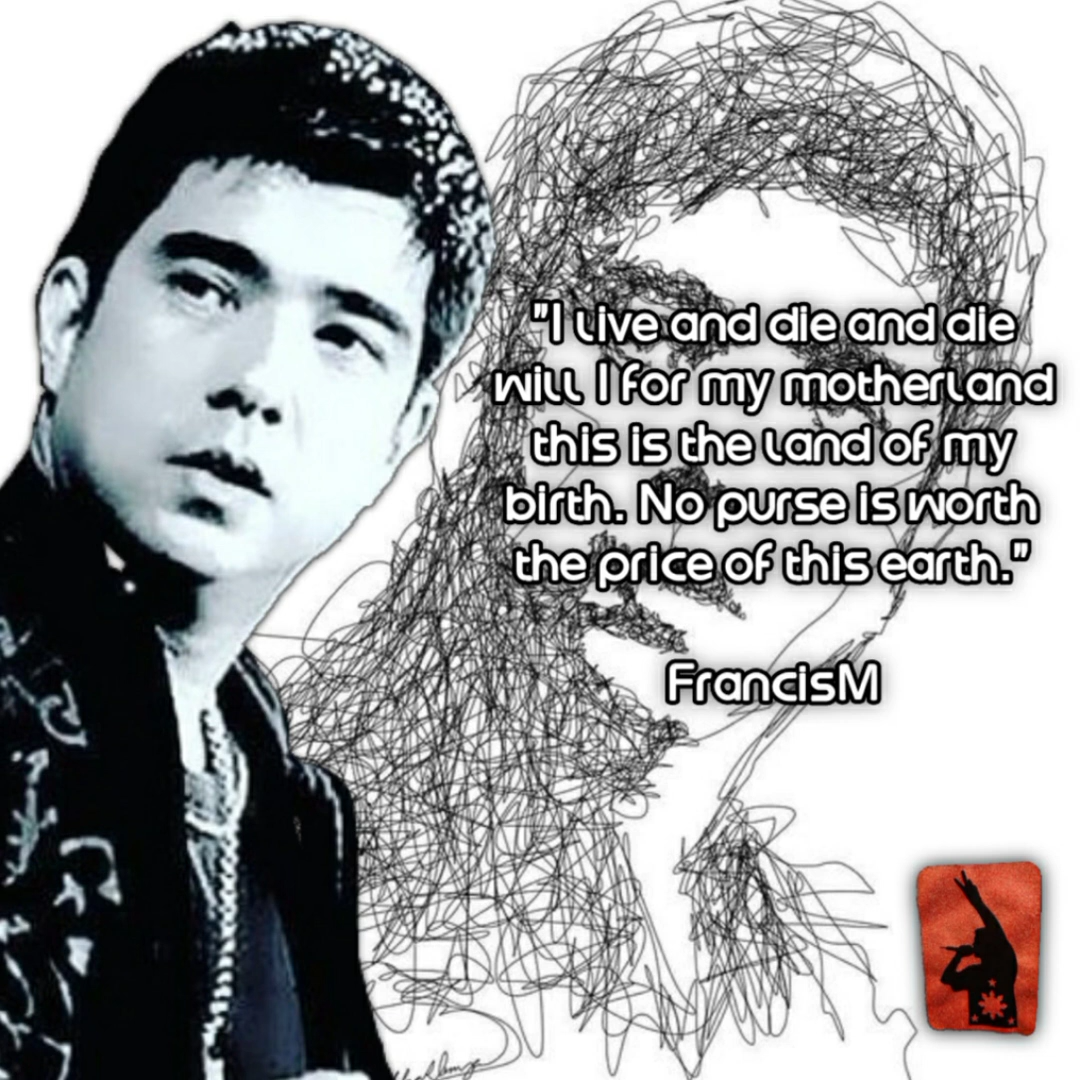 "I live and die and die
will I for my motherland
this is the land of my
birth. No purse is worth
the price of this earth."
FrancisM